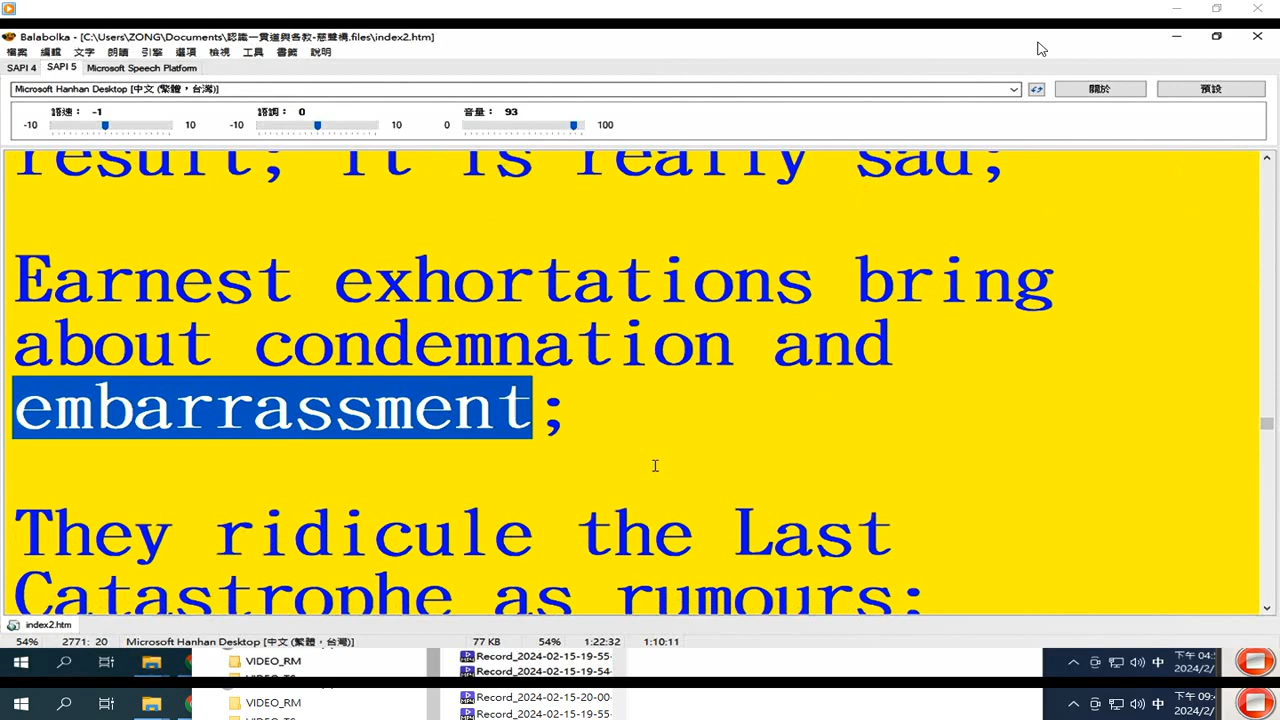 Balabolka - [C:\Users\ZONG\Documents\認識一貫道與各教-慈聲橋.files\index2.htm]
檔案 編輯 文字 朗讀 引擎 選項 檢視 工具 書籤 說明
SAPI 4 SAPI 5 Microsoft Speech Platform
Microsoft Hanhan Desktop [中文 (繁體，台灣)] 關於 預設
語速： -1 語調： 0 音量： 93
-10 10 -10 10 0 100
result; it is really sad;
Earnest exhortations bring
about condemnation and
embarrassment;
They ridicule the Last
Catastrophe as rumours;
index2.htm
54% 2771: 20 Microsoft Hanhan Desktop [中文 (繁體，台灣)] 77 KB 54% 1:22:32 1:10:11
VIDEO_RM Record_2024-02-15-19-55- 中 下午 04:
Record_2024-02-15-19-54- 2024/2/
VIDEO_RM Record_2024-02-15-20-00- 中 下午 09:
Record_2024-02-15-19-55- 2024/2/